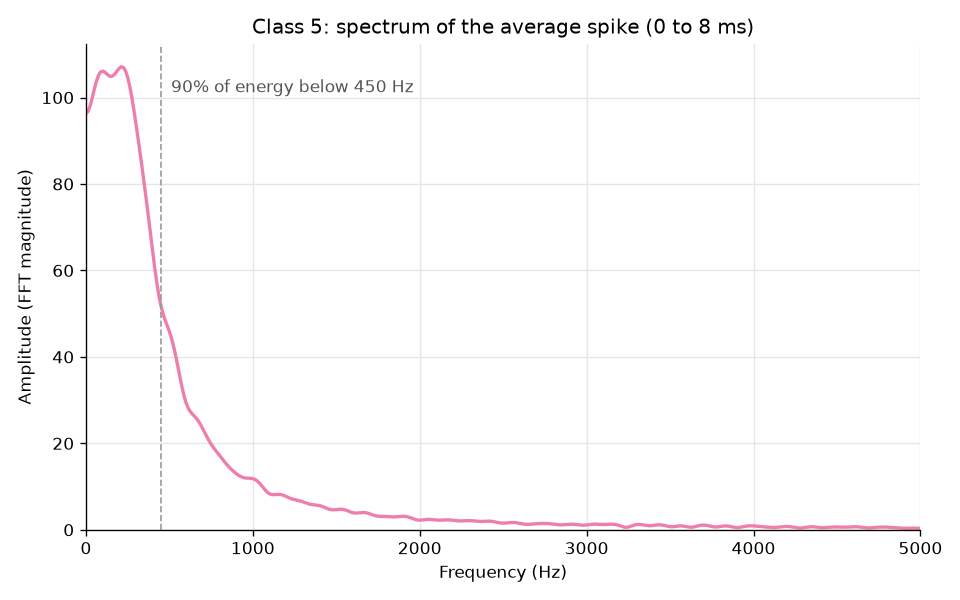 Class 5: spectrum of the average spike (0 to 8 ms)
90% of energy below 450 Hz
Amplitude (FFT magnitude)
100
80
60
40
20
0
0 1000 2000 3000 4000 5000
Frequency (Hz)